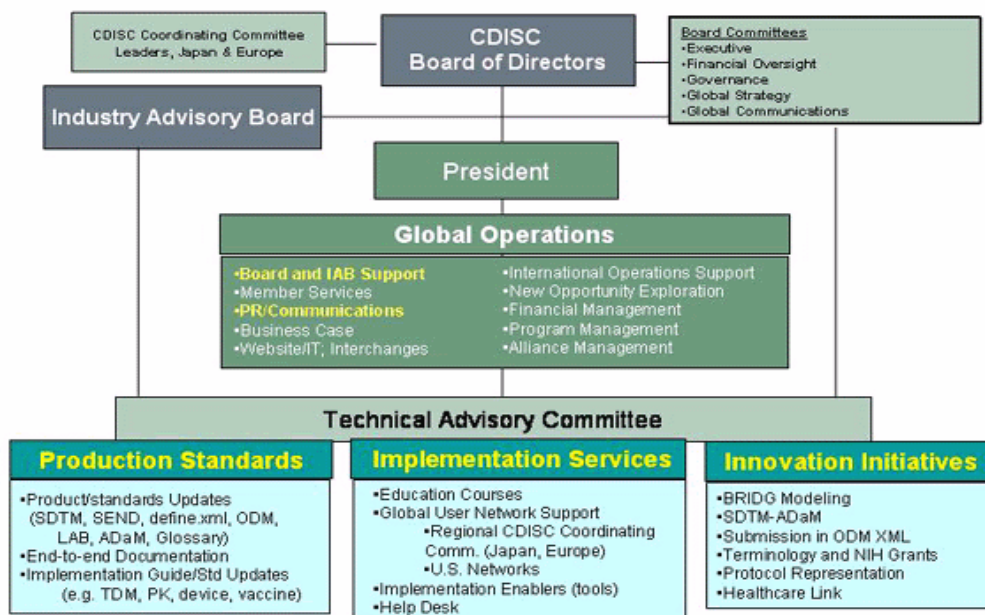 CDISC Coordinating Committee
Leaders, Japan & Europe
CDISC
Board of Directors
Board Committees
•Executive
•Financial Oversight
•Governance
•Global Strategy
•Global Communications
Industry Advisory Board
President
Global Operations
•Board and IAB Support
•Member Services
•PR/Communications
•Business Case
•Website/IT; Interchanges
•International Operations Support
•New Opportunity Exploration
•Financial Management
•Program Management
•Alliance Management
Technical Advisory Committee
Production Standards
•Product/standards Updates
(SDTM, SEND, define.xml, ODM,
LAB, ADaM, Glossary)
•End-to-end Documentation
•Implementation Guide/Std Updates
(e.g. TDM, PK, device, vaccine)
Implementation Services
•Education Courses
•Global User Network Support
•Regional CDISC Coordinating
Comm. (Japan, Europe)
•U.S. Networks
•Implementation Enablers (tools)
•Help Desk
Innovation Initiatives
•BRIDG Modeling
•SDTM-ADaM
•Submission in ODM XML
•Terminology and NIH Grants
•Protocol Representation
•Healthcare Link